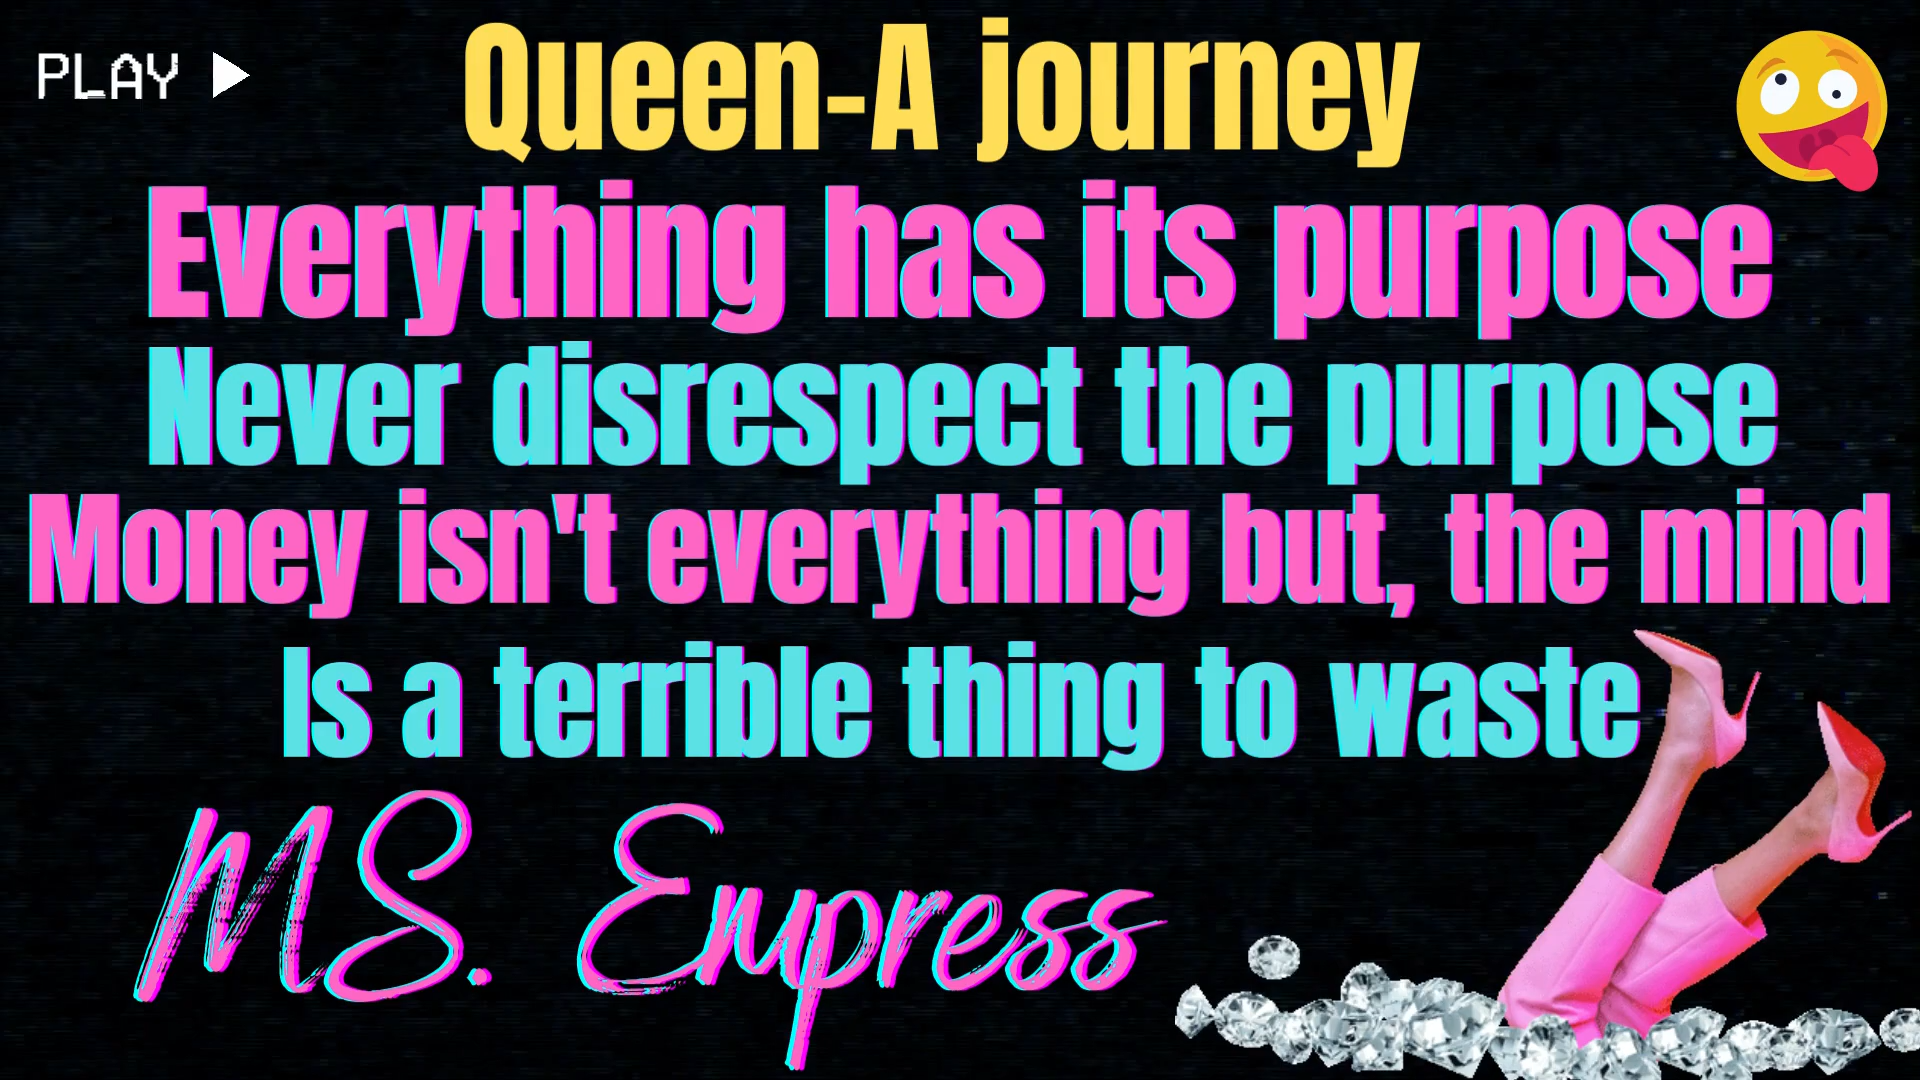 PLAY
Queen-A journey
Everything has its purpose
Never disrespect the purpose
Money isn't everything but, the mind
Is a terrible thing to waste
MS. Empress